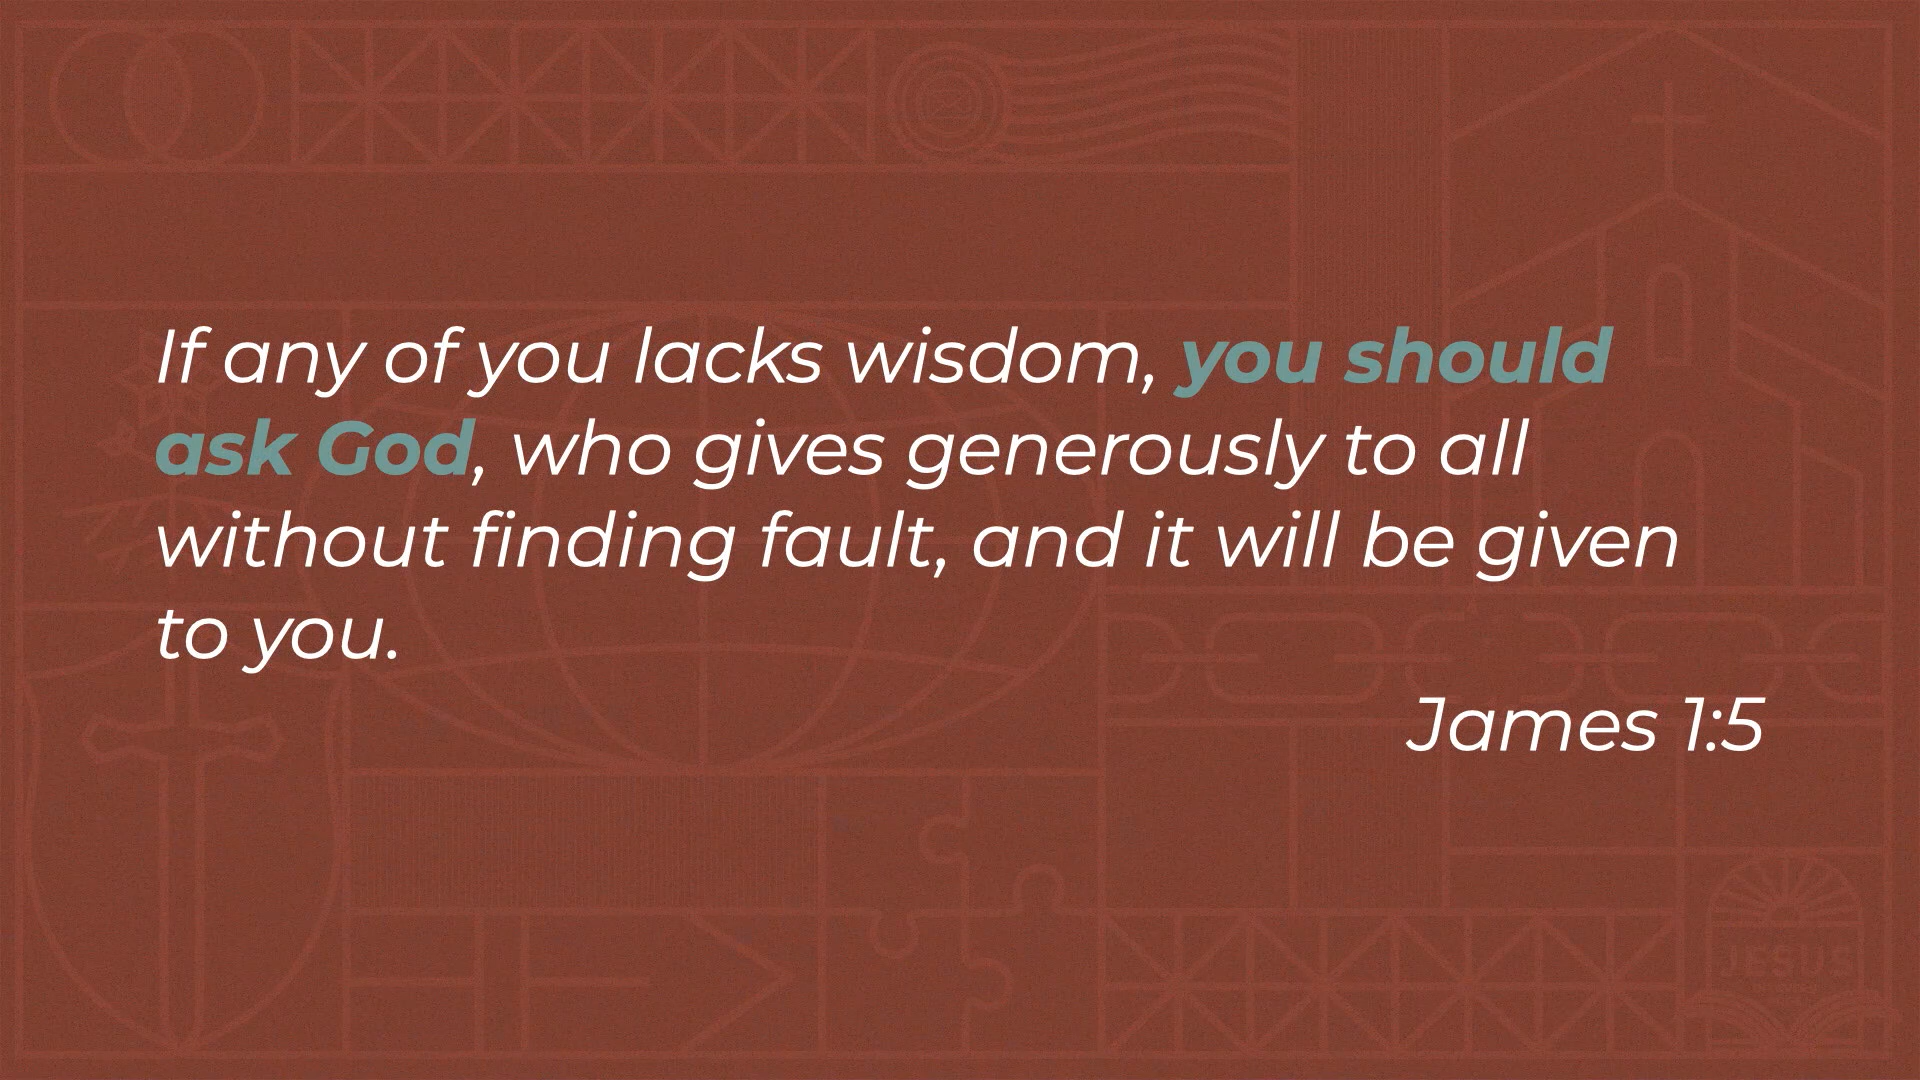 If any of you lacks wisdom, you should
ask God, who gives generously to all
without finding fault, and it will be given
to you.
James 1:5
JESUS